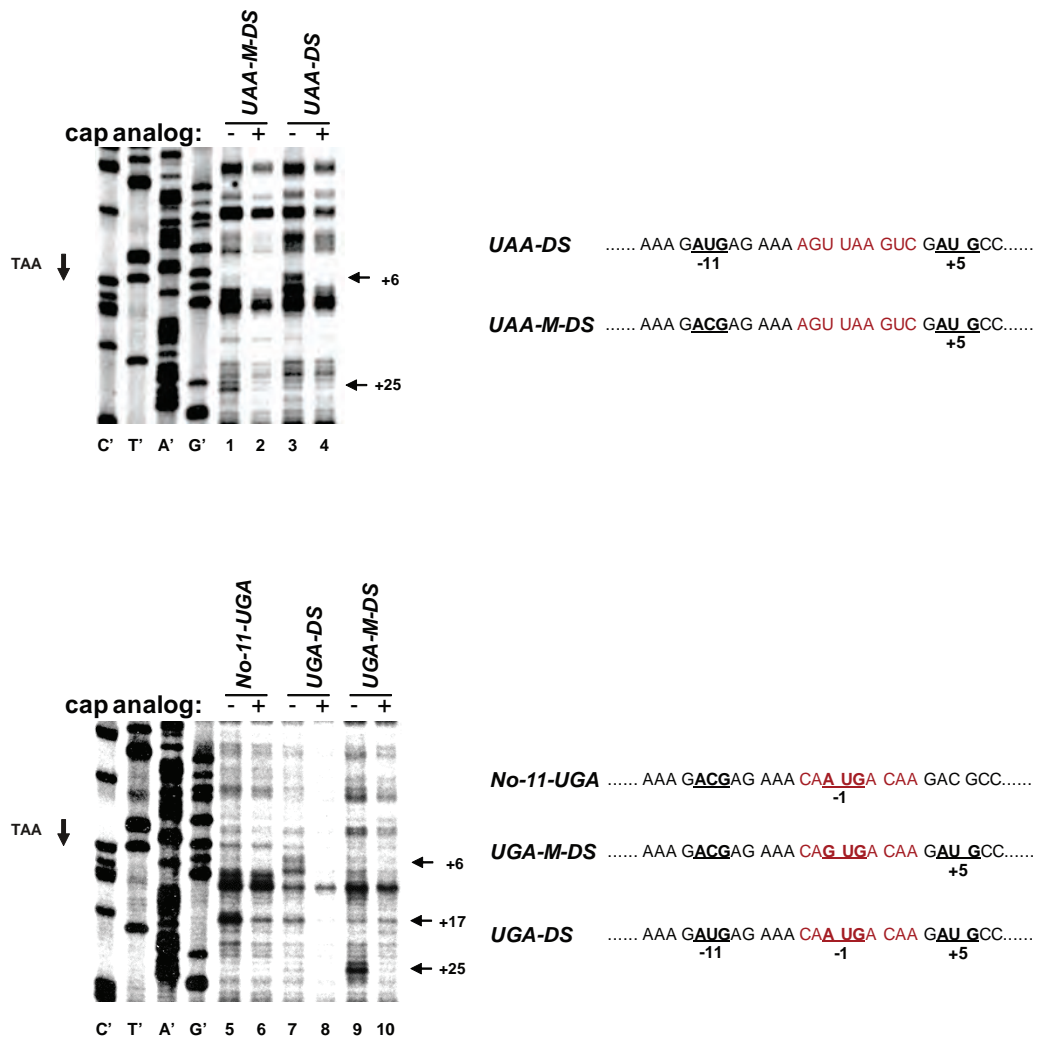 UAA-M-DS
UAA-DS
cap analog: - + - +
TAA
+6
+25
C' T' A' G' 1 2 3 4
UAA-DS ...... AAA GAUGAG AAA AGU UAA GUC GAU GCC......
-11 +5
UAA-M-DS ...... AAA GACGAG AAA AGU UAA GUC GAU GCC......
+5
No-11-UGA
UGA-DS
UGA-M-DS
cap analog: - + - + - +
TAA
+6
+17
+25
C' T' A' G' 5 6 7 8 9 10
No-11-UGA ...... AAA GACGAG AAA CAA UGA CAA GAC GCC......
-1
UGA-M-DS ...... AAA GACGAG AAA CAG UGA CAA GAU GCC......
+5
UGA-DS ...... AAA GAUGAG AAA CAA UGA CAA GAU GCC......
-11 -1 +5